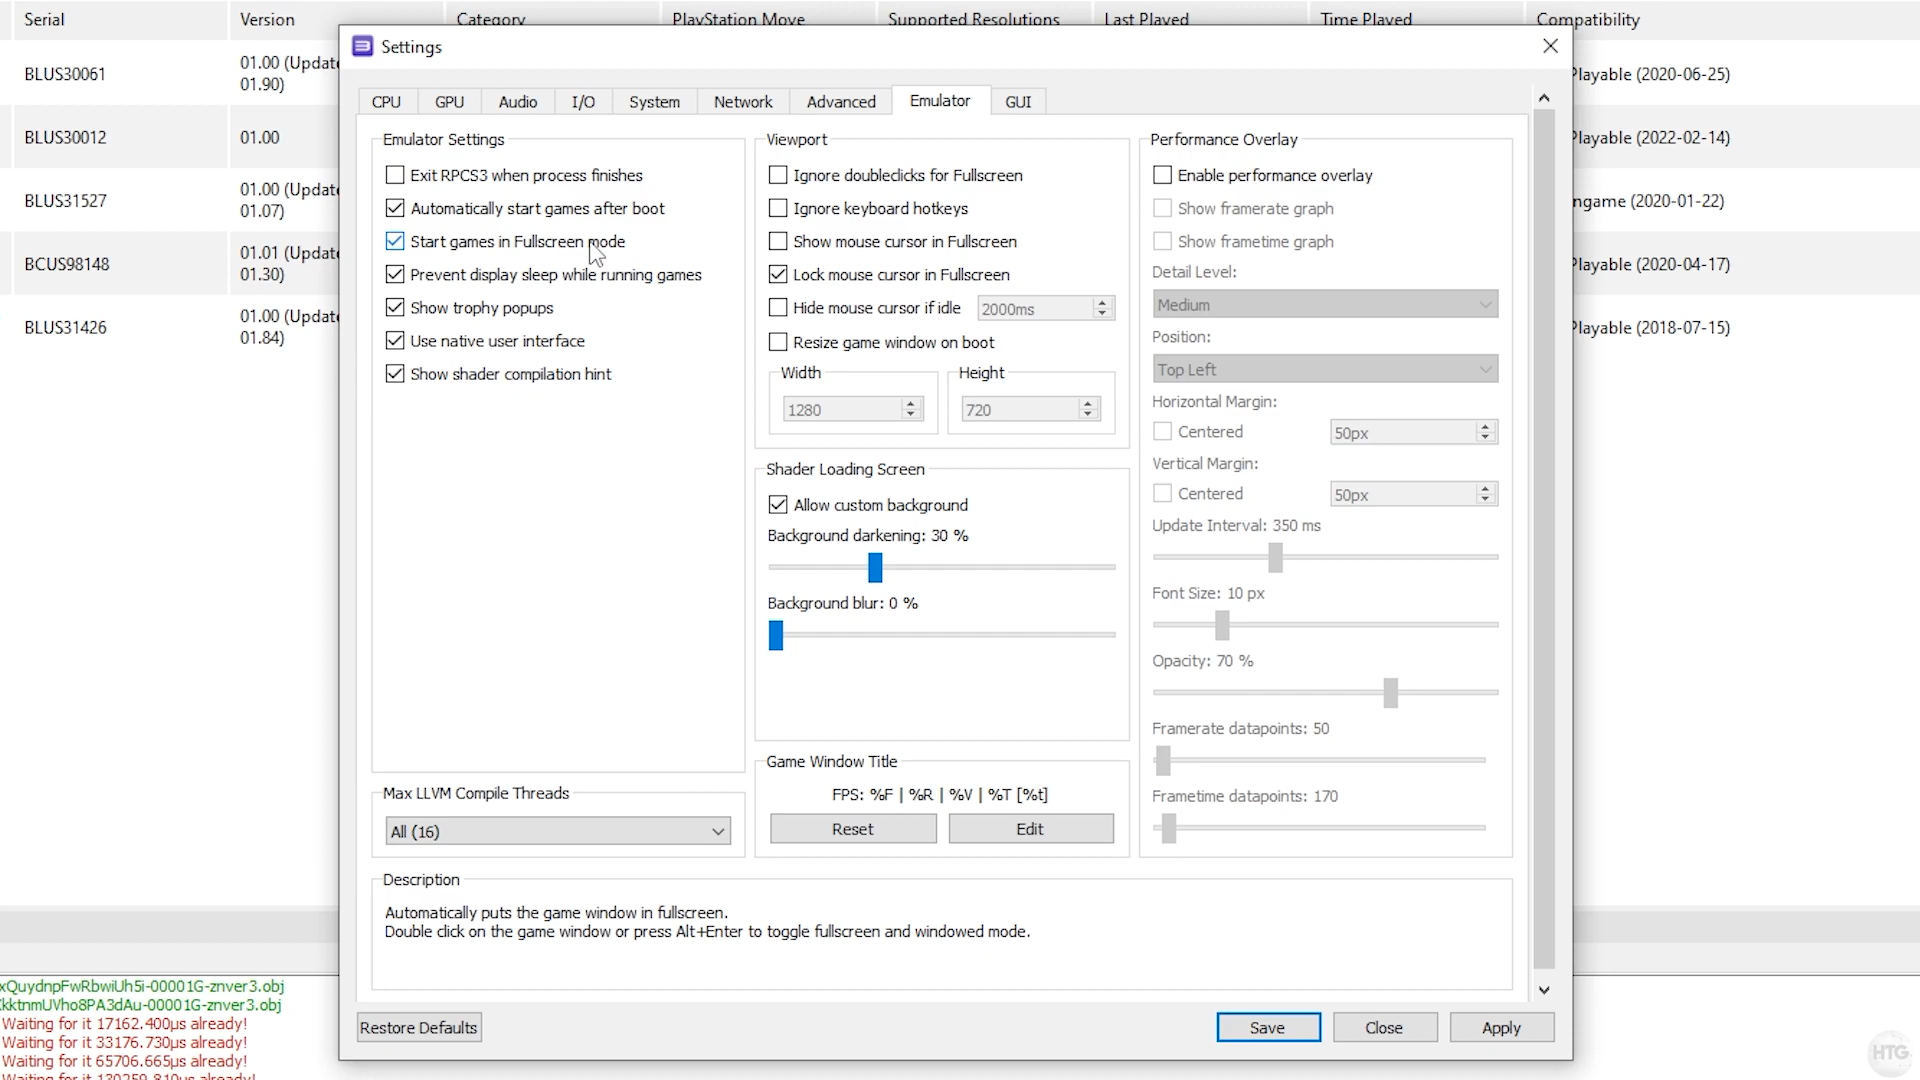 Serial Version Category PlayStation Move Supported Resolutions Last Played Time Played Compatibility
Settings
BLUS30061 01.00 (Update 01.90) Playable (2020-06-25)
BLUS30012 01.00 Playable (2022-02-14)
BLUS31527 01.00 (Update 01.07) ngame (2020-01-22)
BCUS98148 01.01 (Update 01.30) Playable (2020-04-17)
BLUS31426 01.00 (Update 01.84) Playable (2018-07-15)
CPU GPU Audio I/O System Network Advanced Emulator GUI
Emulator Settings
Exit RPCS3 when process finishes
Automatically start games after boot
Start games in Fullscreen mode
Prevent display sleep while running games
Show trophy popups
Use native user interface
Show shader compilation hint
Max LLVM Compile Threads
All (16)
Viewport
Ignore doubleclicks for Fullscreen
Ignore keyboard hotkeys
Show mouse cursor in Fullscreen
Lock mouse cursor in Fullscreen
Hide mouse cursor if idle 2000ms
Resize game window on boot
Width Height
1280 720
Shader Loading Screen
Allow custom background
Background darkening: 30 %
Background blur: 0 %
Game Window Title
FPS: %F | %R | %V | %T [%t]
Reset Edit
Performance Overlay
Enable performance overlay
Show framerate graph
Show frametime graph
Detail Level:
Medium
Position:
Top Left
Horizontal Margin:
Centered 50px
Vertical Margin:
Centered 50px
Update Interval: 350 ms
Font Size: 10 px
Opacity: 70 %
Framerate datapoints: 50
Frametime datapoints: 170
Description
Automatically puts the game window in fullscreen.
Double click on the game window or press Alt+Enter to toggle fullscreen and windowed mode.
Restore Defaults Save Close Apply
xQuydnpFwRbwiUh5i-00001G-znver3.obj
kktnmUVho8PA3dAu-00001G-znver3.obj
Waiting for it 17162.400µs already!
Waiting for it 33176.730µs already!
Waiting for it 65706.665µs already!
Waiting for it 130259.810µs already!
HTG